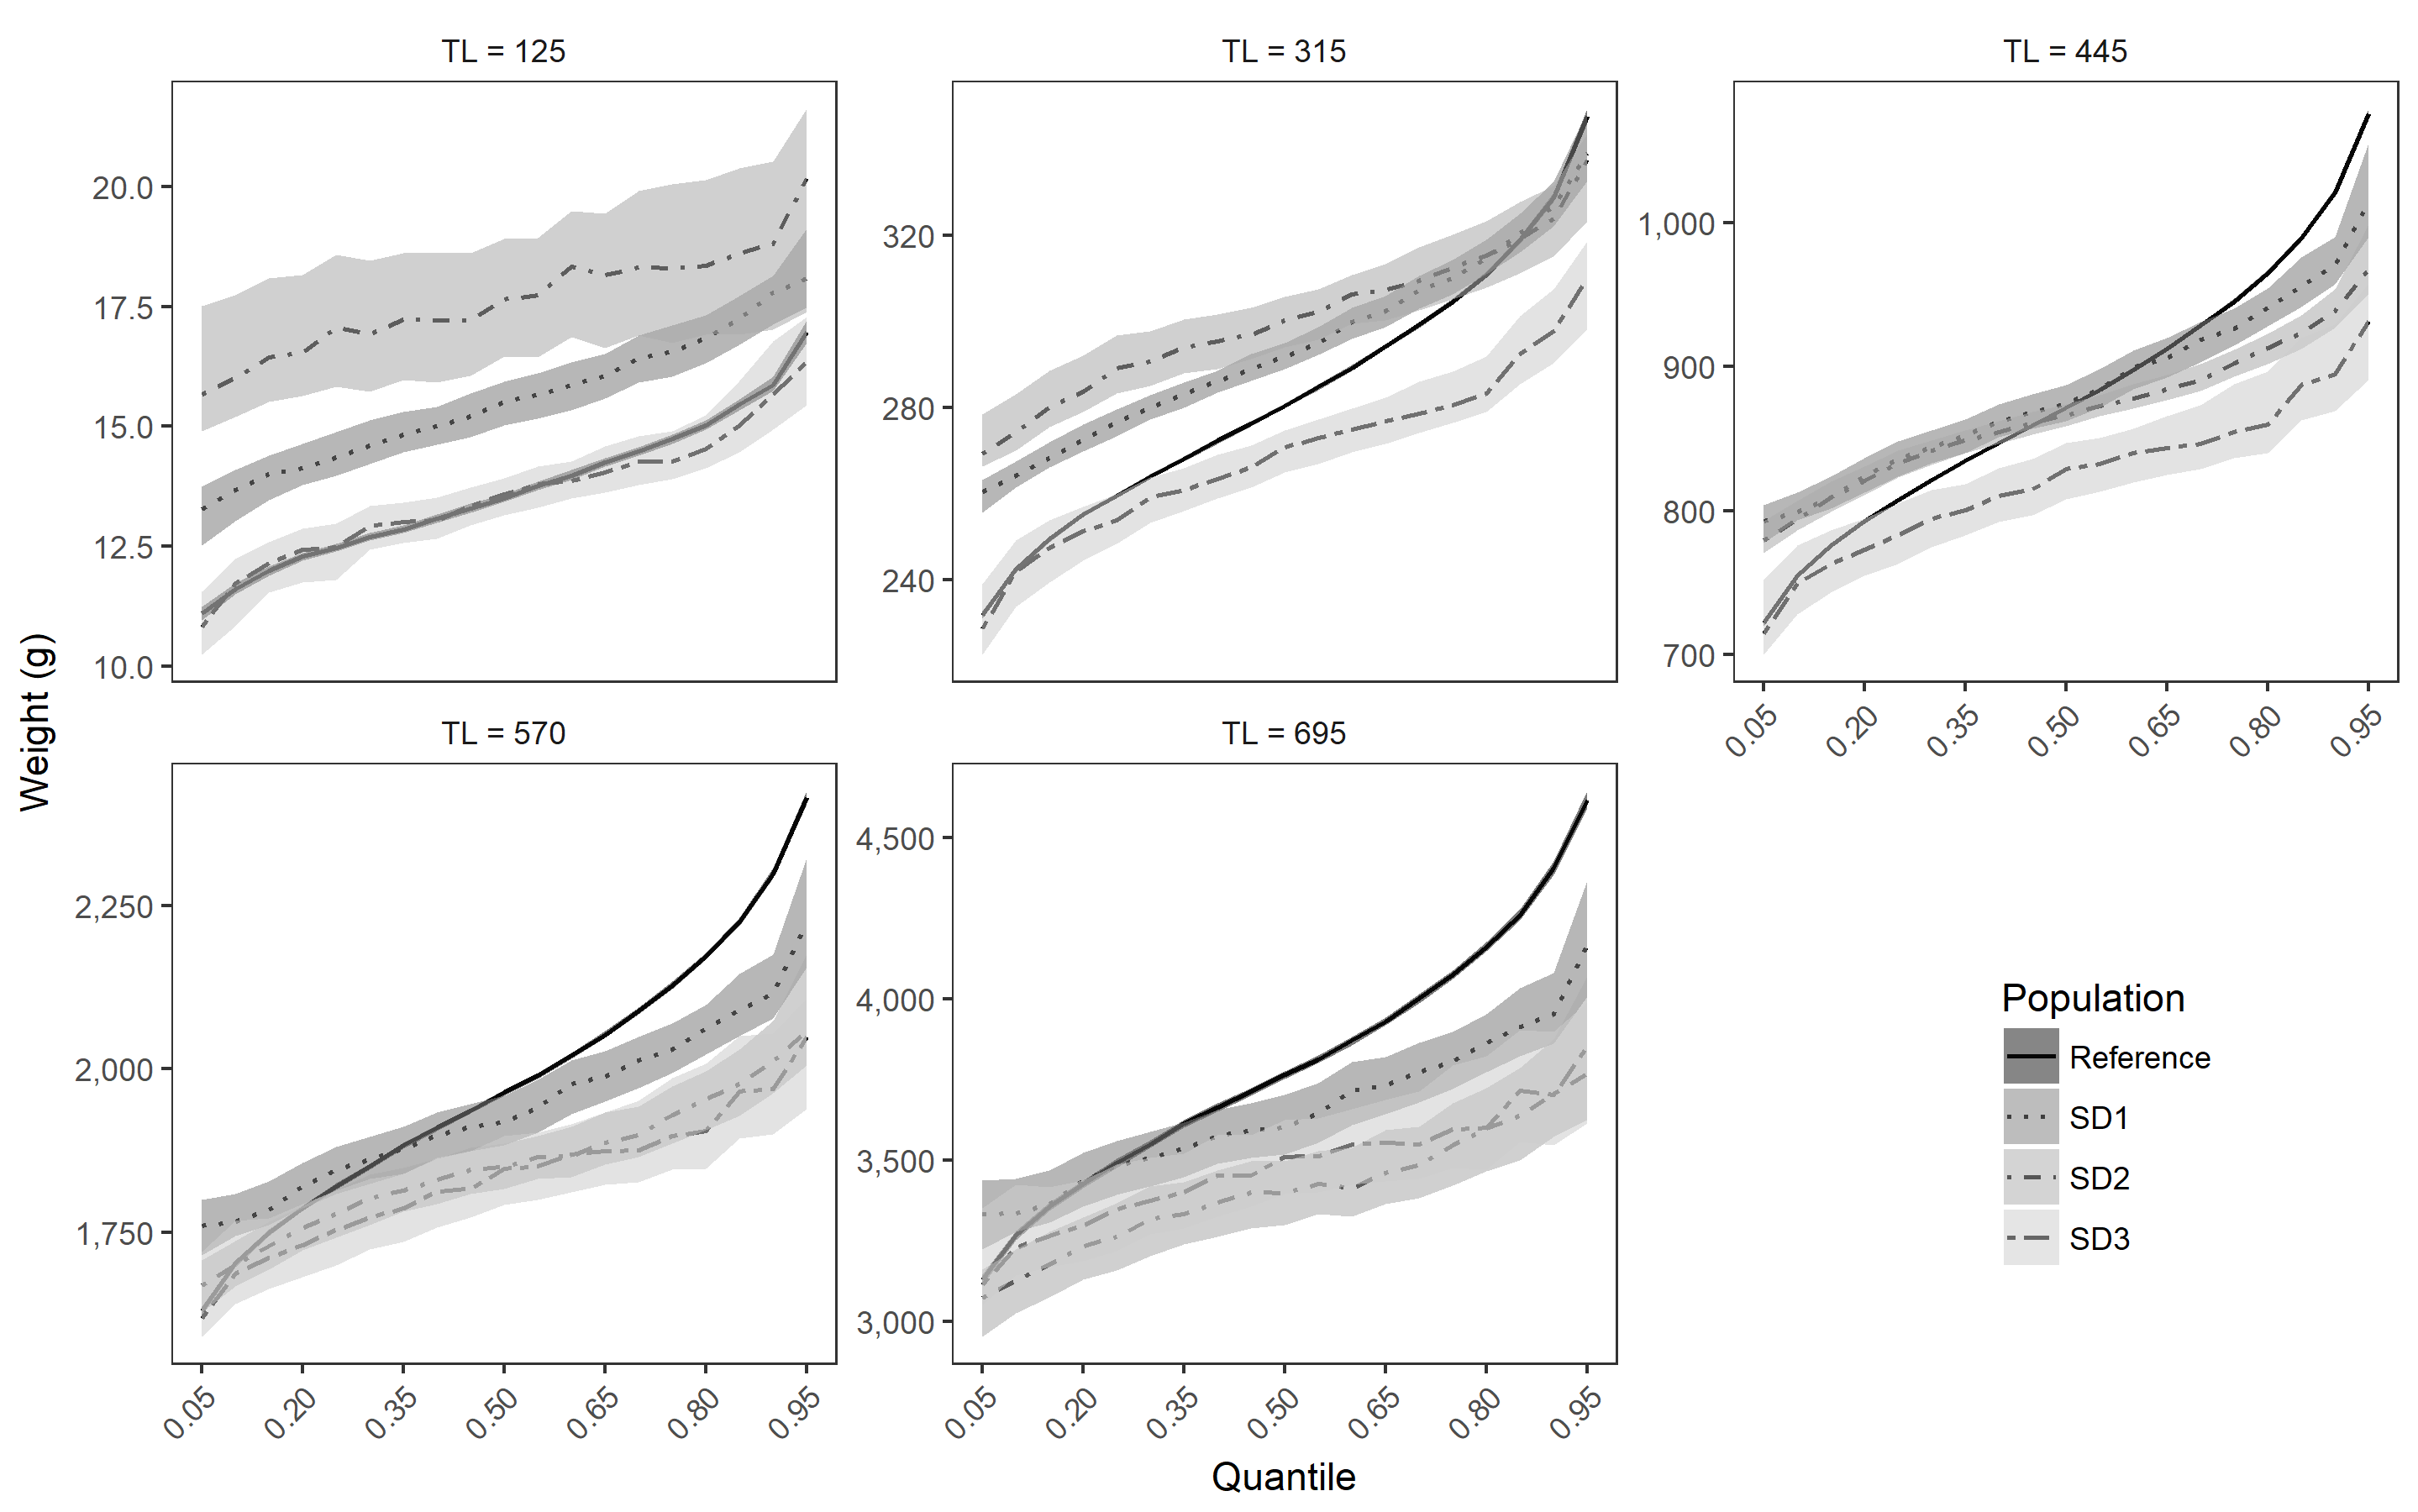 TL = 125
TL = 315
TL = 445
20.0
17.5
15.0
12.5
10.0
320
280
240
1,000
900
800
700
0.05 0.20 0.35 0.50 0.65 0.80 0.95
Weight (g)
TL = 570
TL = 695
2,250
2,000
1,750
4,500
4,000
3,500
3,000
0.05 0.20 0.35 0.50 0.65 0.80 0.95
0.05 0.20 0.35 0.50 0.65 0.80 0.95
Quantile
Population
Reference
SD1
SD2
SD3